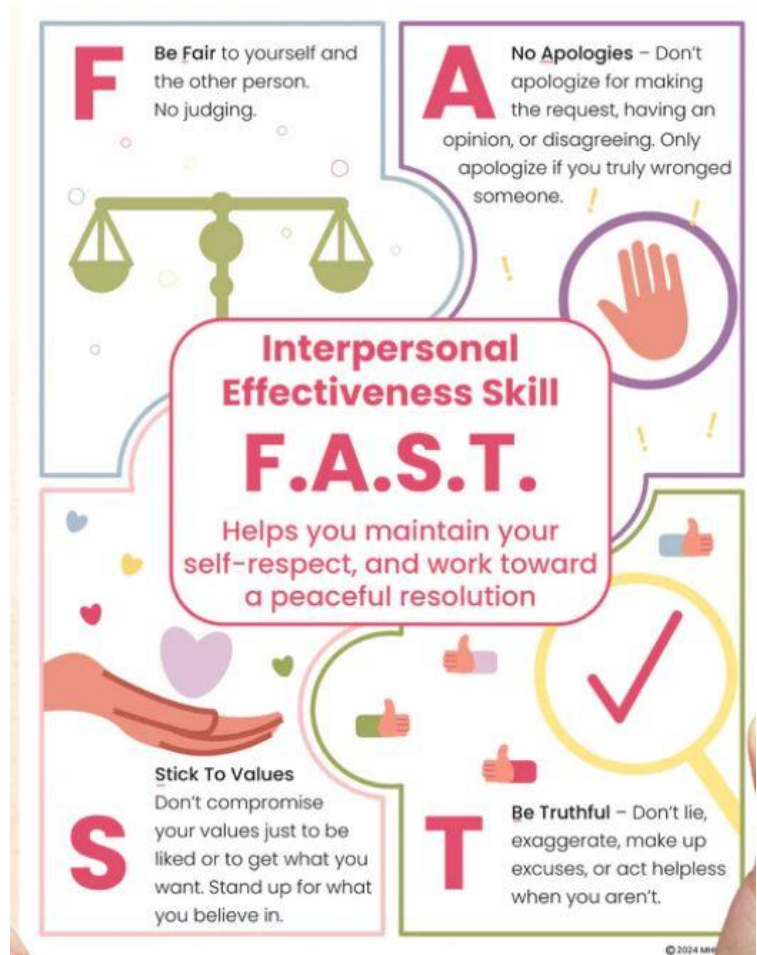 F
Be Fair to yourself and
the other person.
No judging.
A
No Apologies – Don't
apologize for making
the request, having an
opinion, or disagreeing. Only
apologize if you truly wronged
someone.
Interpersonal
Effectiveness Skill
F.A.S.T.
Helps you maintain your
self-respect, and work toward
a peaceful resolution
S
Stick To Values
Don't compromise
your values just to be
liked or to get what you
want. Stand up for what
you believe in.
T
Be Truthful – Don't lie,
exaggerate, make up
excuses, or act helpless
when you aren't.
© 2024